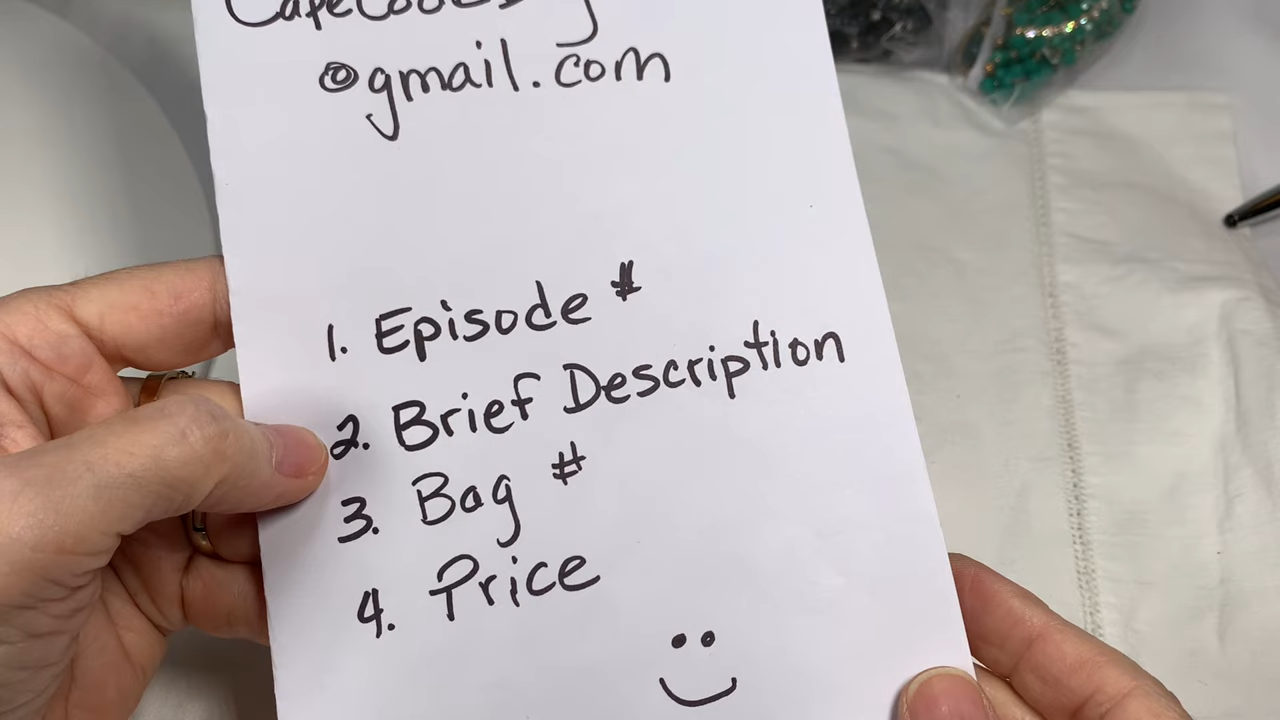 @gmail.com
1. Episode #
2. Brief Description
3. Bag #
4. Price